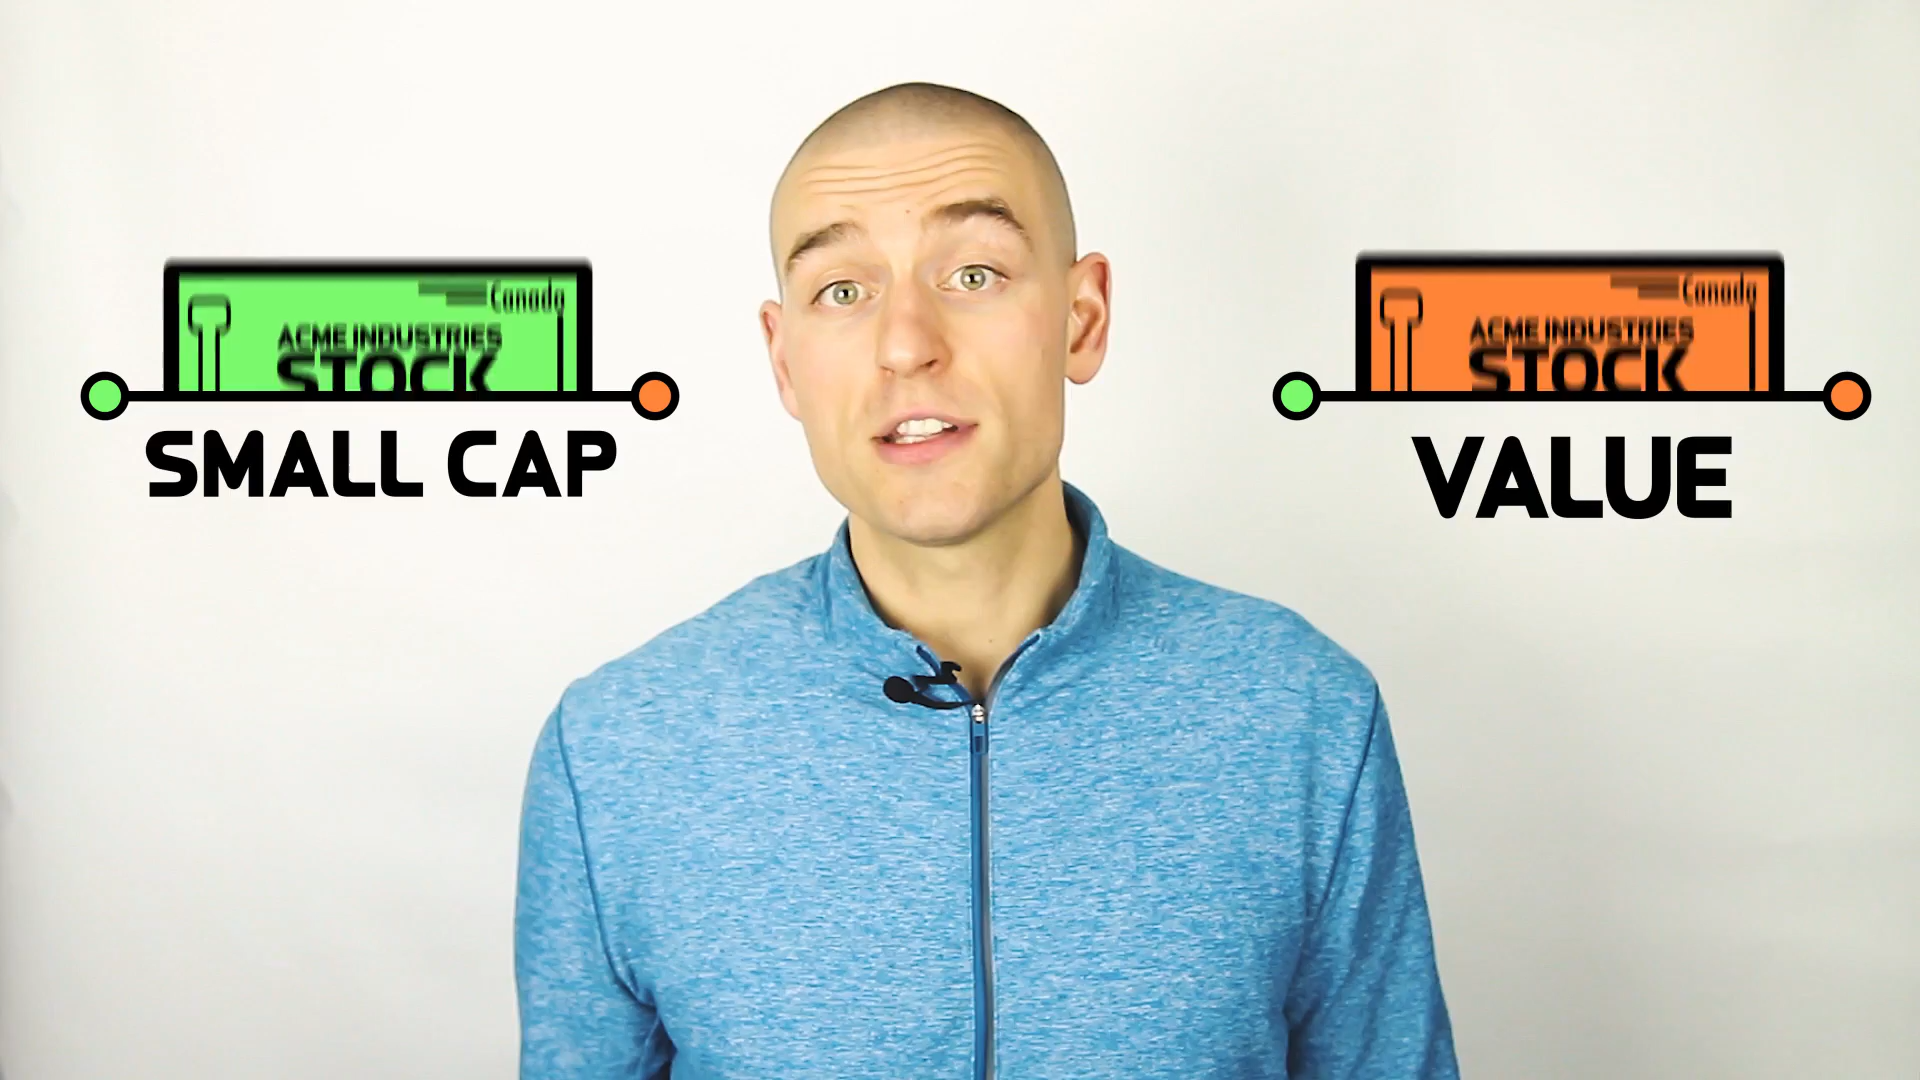 Canada
ACME INDUSTRIES
STOCK
SMALL CAP
Canada
ACME INDUSTRIES
STOCK
VALUE